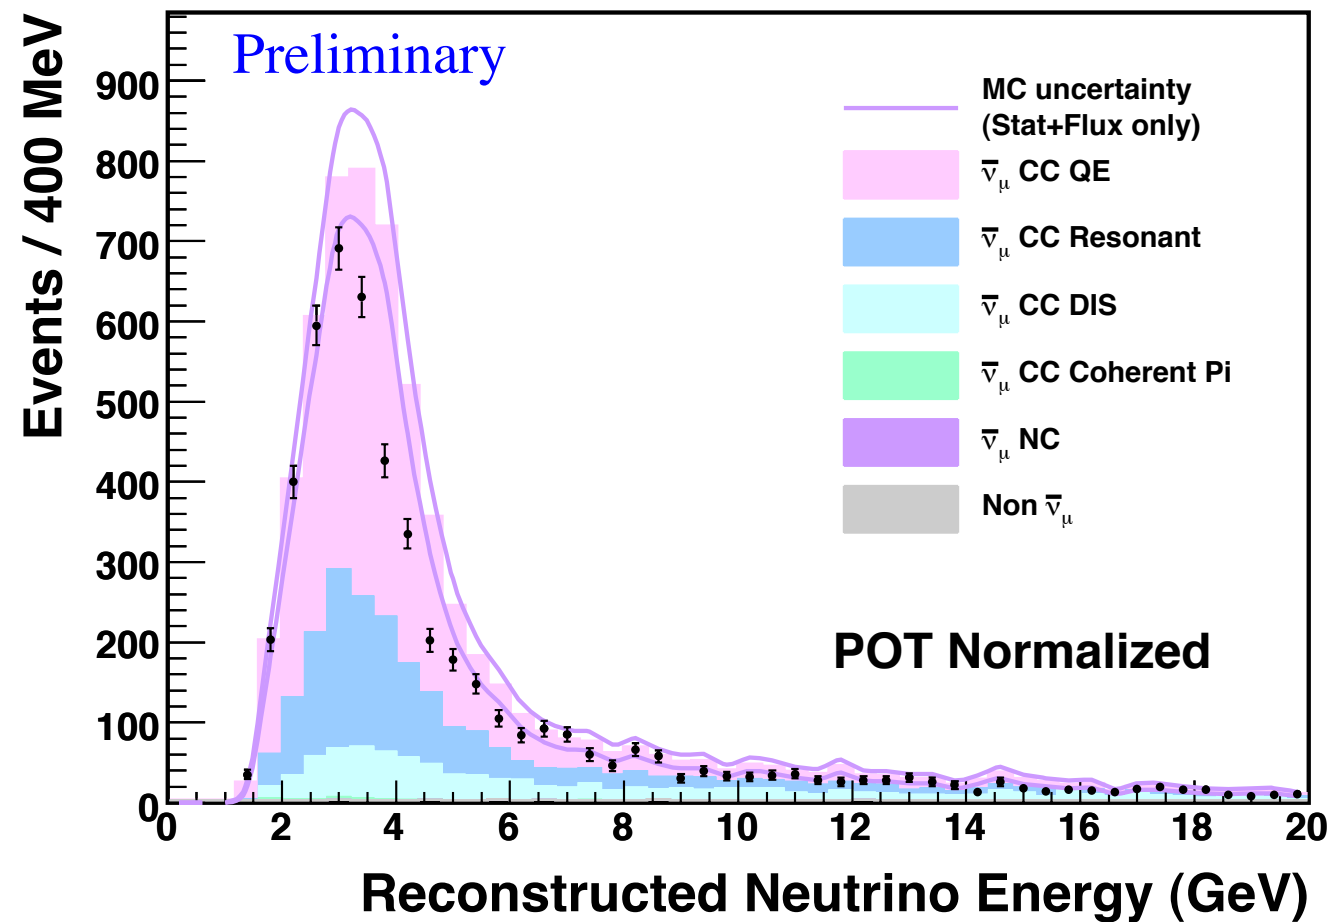 Preliminary
Events / 400 MeV
900
800
700
600
500
400
300
200
100
0
MC uncertainty
(Stat+Flux only)
ν̄μ CC QE
ν̄μ CC Resonant
ν̄μ CC DIS
ν̄μ CC Coherent Pi
ν̄μ NC
Non ν̄μ
POT Normalized
0 2 4 6 8 10 12 14 16 18 20
Reconstructed Neutrino Energy (GeV)